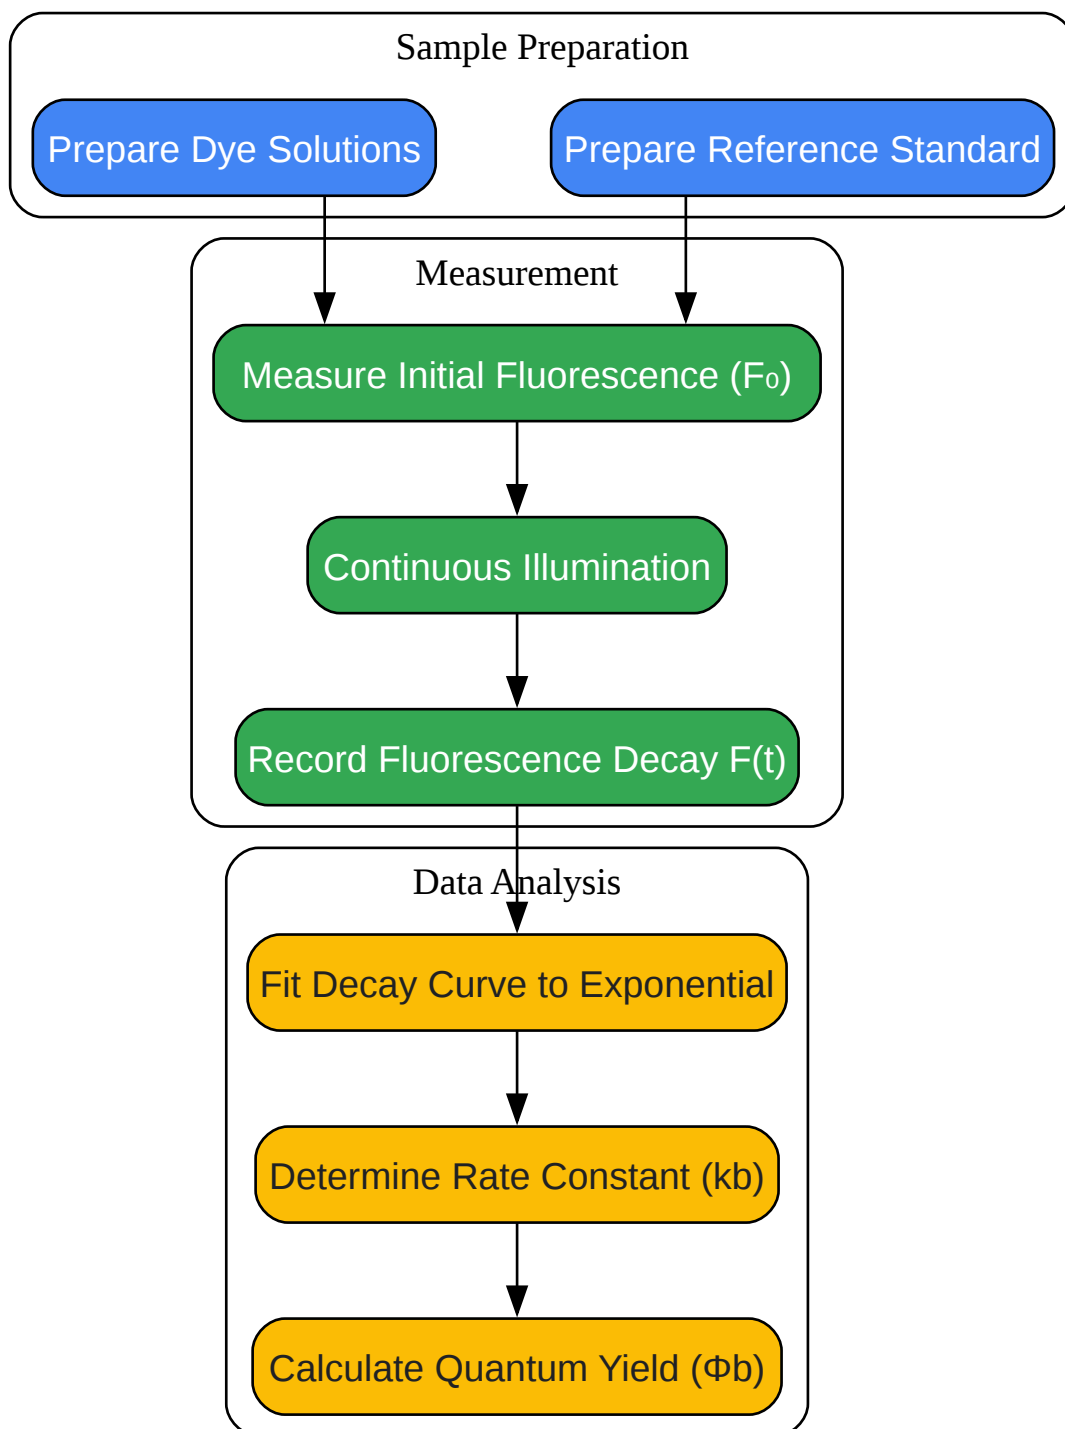 Sample Preparation
Prepare Dye Solutions
Prepare Reference Standard
Measurement
Measure Initial Fluorescence (F₀)
Continuous Illumination
Record Fluorescence Decay F(t)
Data Analysis
Fit Decay Curve to Exponential
Determine Rate Constant (kb)
Calculate Quantum Yield (Φb)